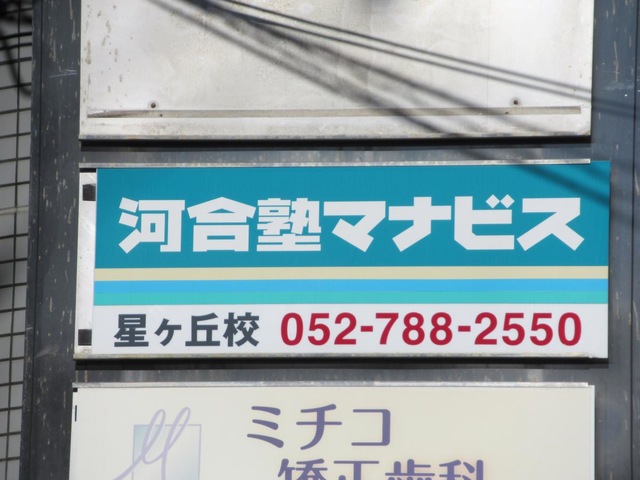 河合塾マナビス
星ヶ丘校 052-788-2550
ミチコ
矯正歯科